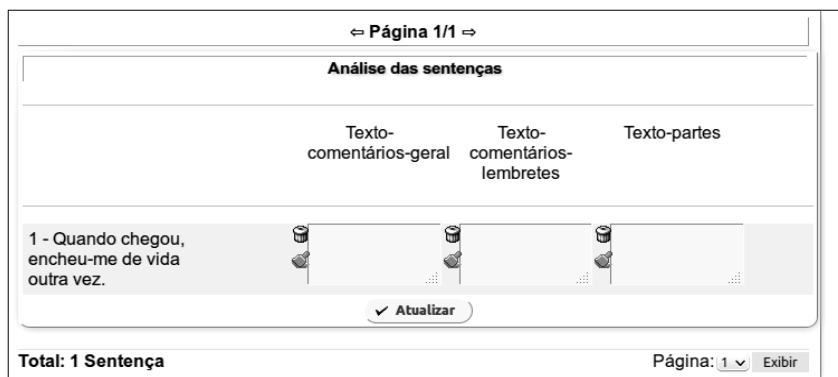 ⇦ Página 1/1 ⇨
Análise das sentenças
Texto-comentários-geral
Texto-comentários-lembretes
Texto-partes
1 - Quando chegou,
encheu-me de vida
outra vez.
✓ Atualizar
Total: 1 Sentença
Página: 1 Exibir